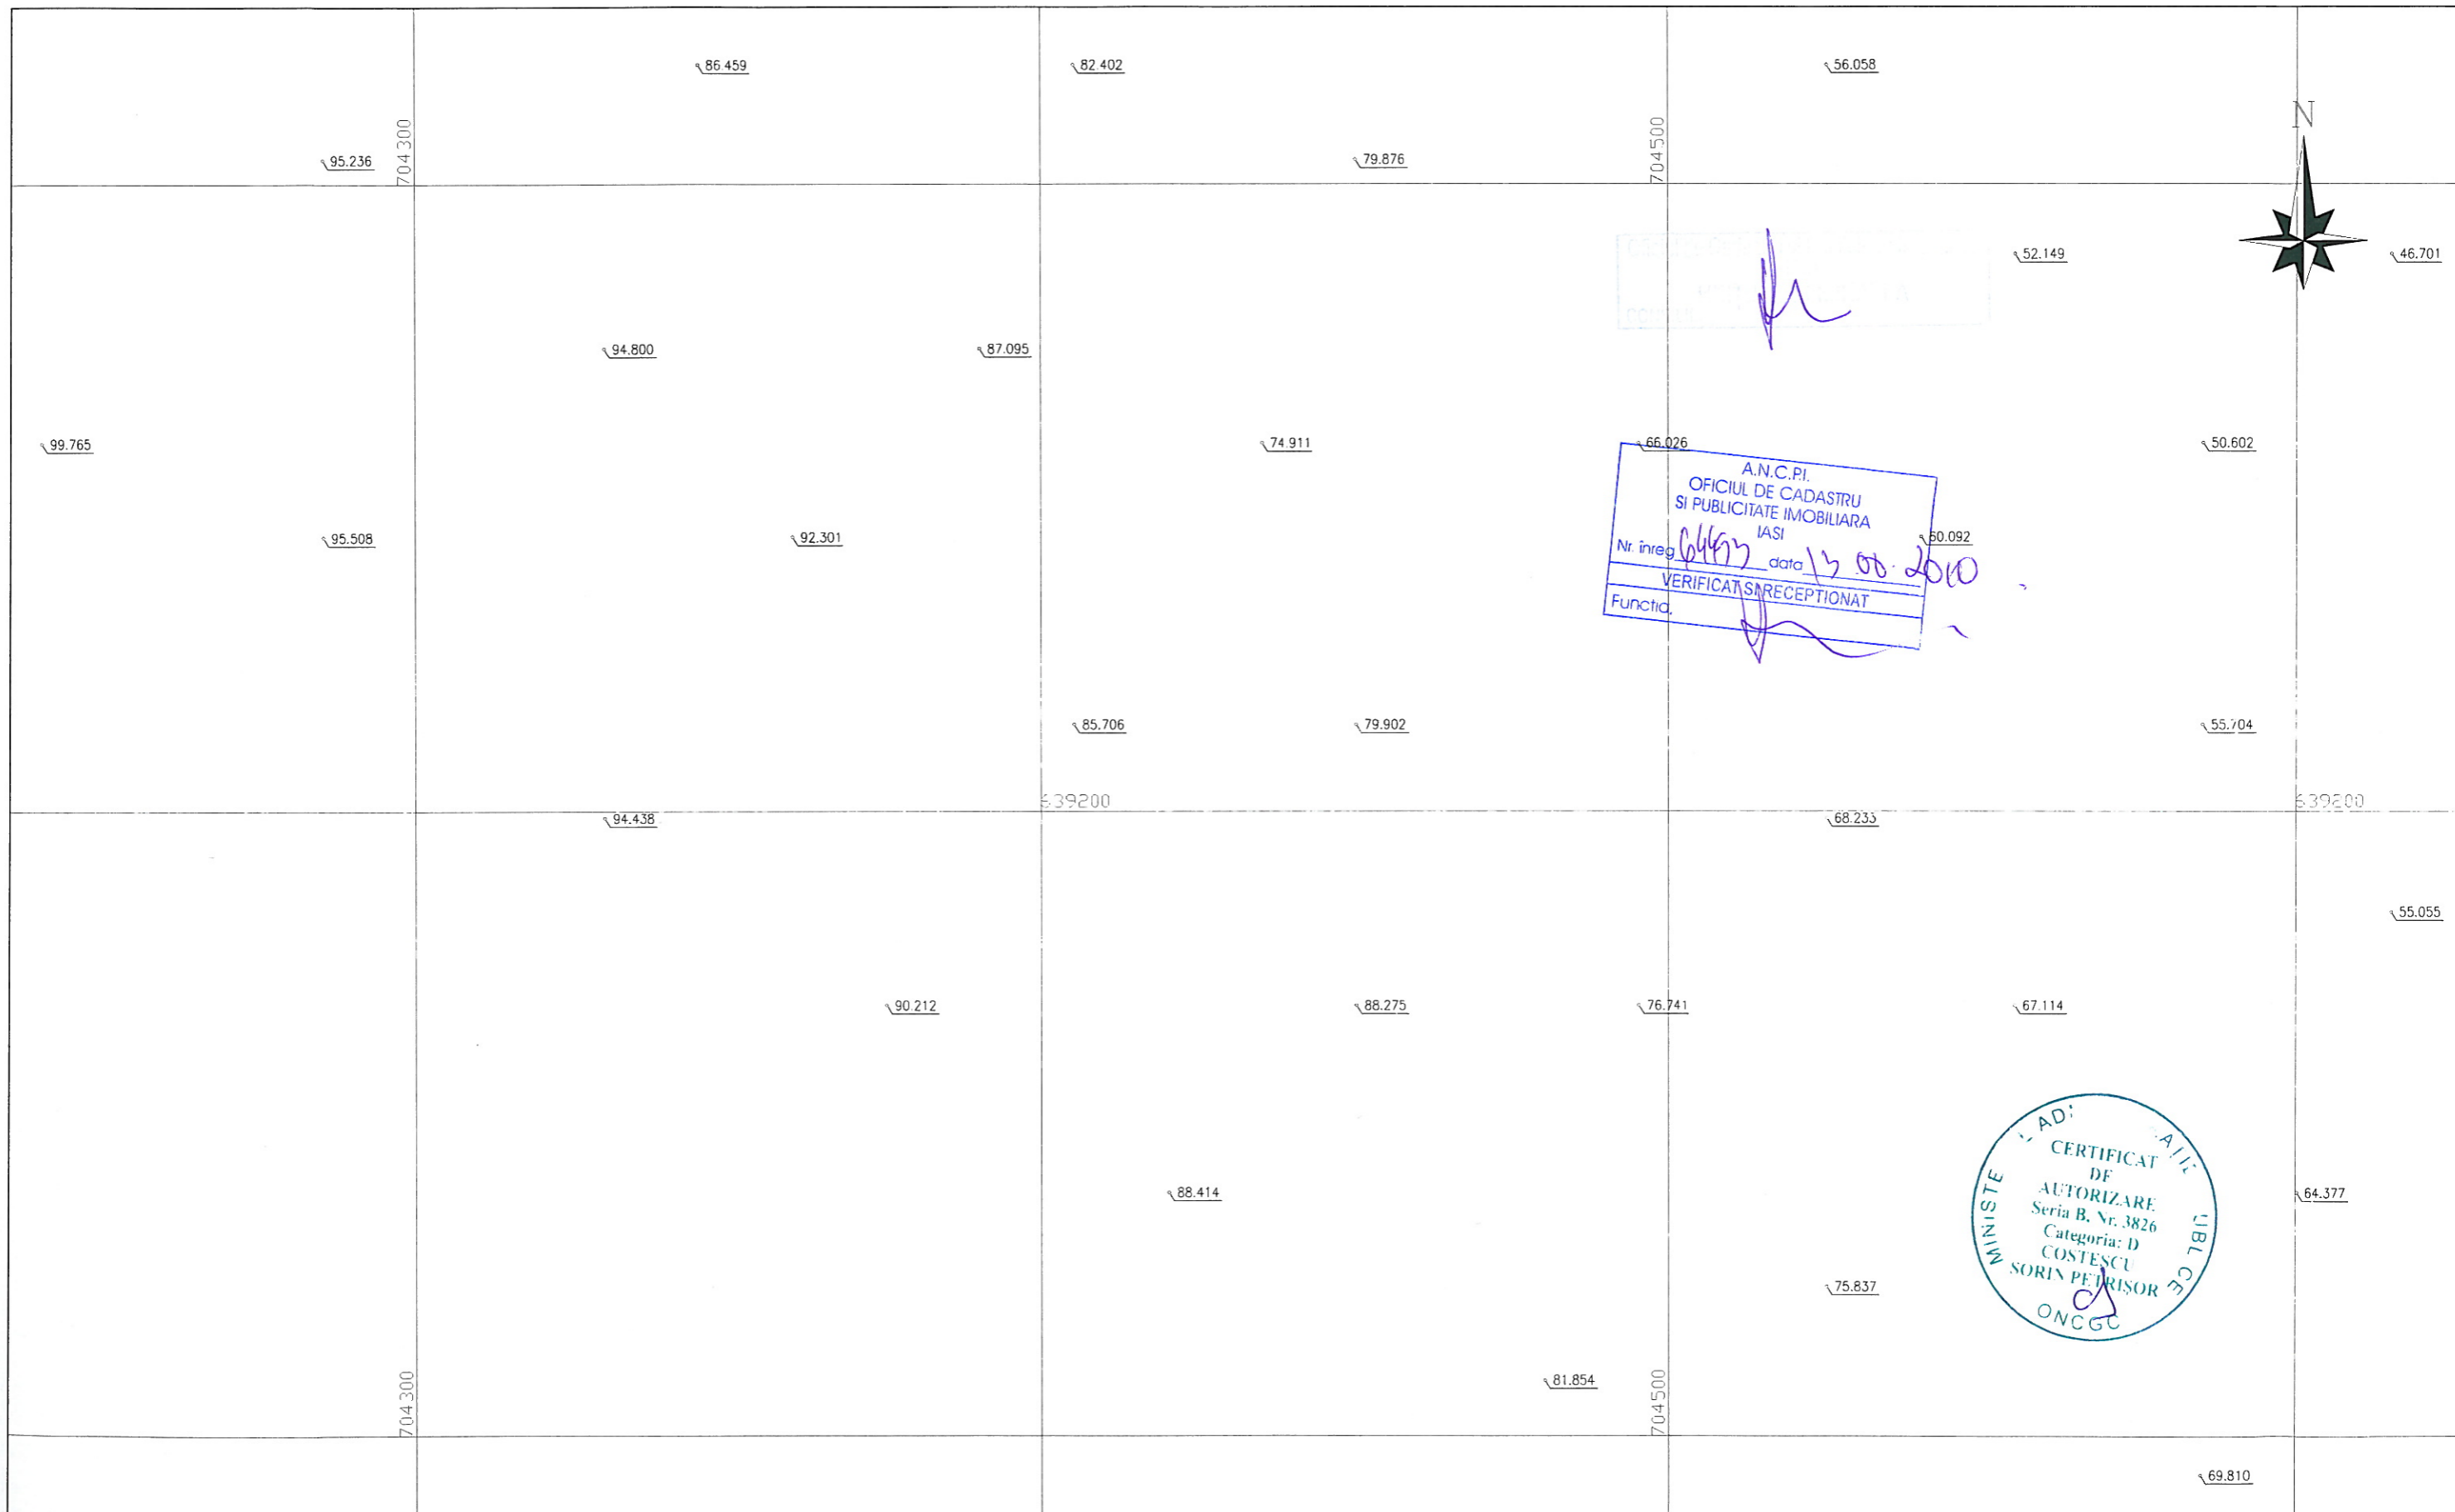 86.459
82.402
56.058
N
704300
704500
95.236
79.876
52.149
46.701
94.800
87.095
99.765
74.911
66.026
50.602
A.N.C.P.I.
OFICIUL DE CADASTRU
SI PUBLICITATE IMOBILIARA
IASI
Nr. înreg data 2010
VERIFICAT SI RECEPTIONAT
Functia
95.508
92.301
85.706
79.902
55.704
639200
639200
94.438
68.233
55.055
90.212
88.275
76.741
67.114
88.414
64.377
CERTIFICAT
DE
AUTORIZARE
Seria B, Nr. 3826
Categoria: D
COSTESCU
SORIN PETRIȘOR
ONCGC
75.837
81.854
704300
704500
69.810